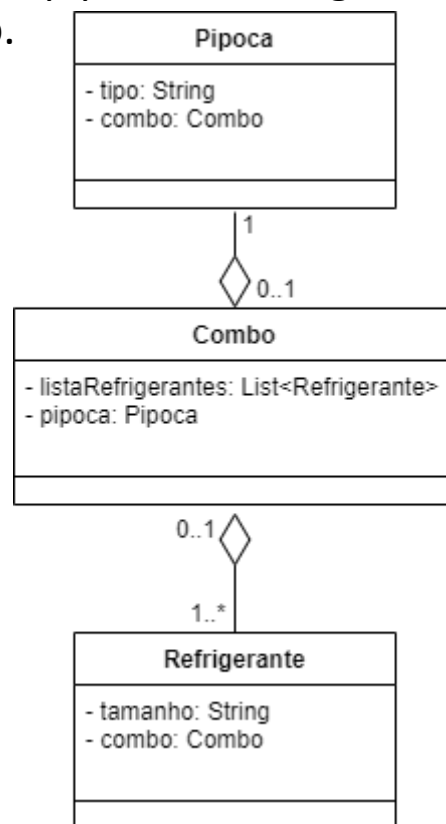 ).
Pipoca
- tipo: String
- combo: Combo
1
0..1
Combo
- listaRefrigerantes: List<Refrigerante>
- pipoca: Pipoca
0..1
1..*
Refrigerante
- tamanho: String
- combo: Combo